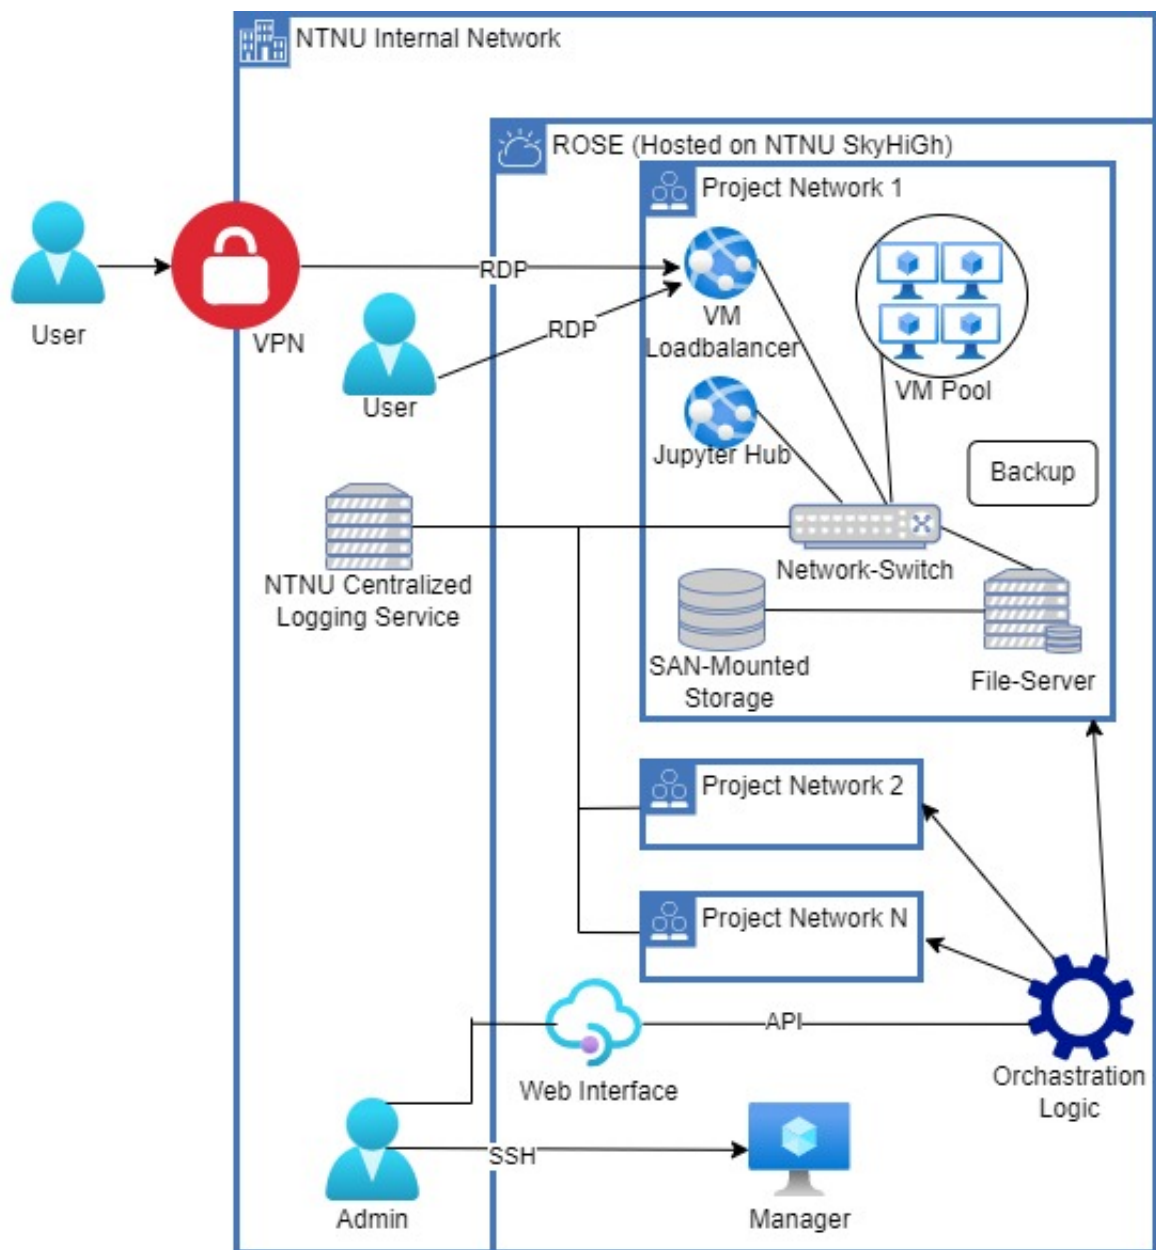 NTNU Internal Network
ROSE (Hosted on NTNU SkyHiGh)
Project Network 1
User
VPN
RDP
RDP
User
VM
Loadbalancer
VM Pool
Jupyter Hub
Backup
NTNU Centralized
Logging Service
Network-Switch
SAN-Mounted
Storage
File-Server
Project Network 2
Project Network N
Web Interface
API
Orchastration
Logic
Admin
SSH
Manager